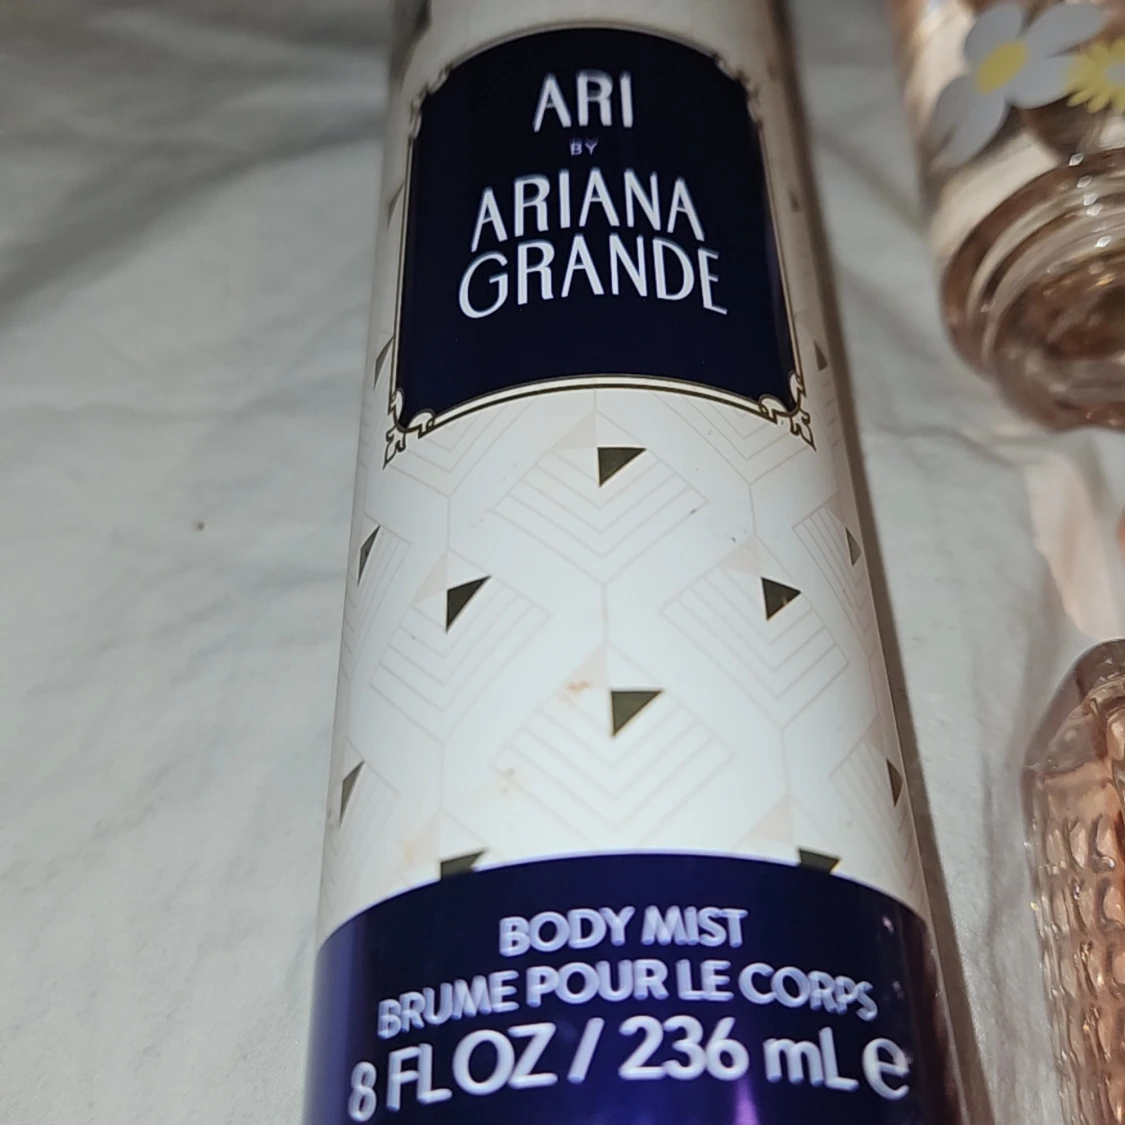 ARI
BY
ARIANA
GRANDE
BODY MIST
BRUME POUR LE CORPS
8 FL OZ / 236 mL e